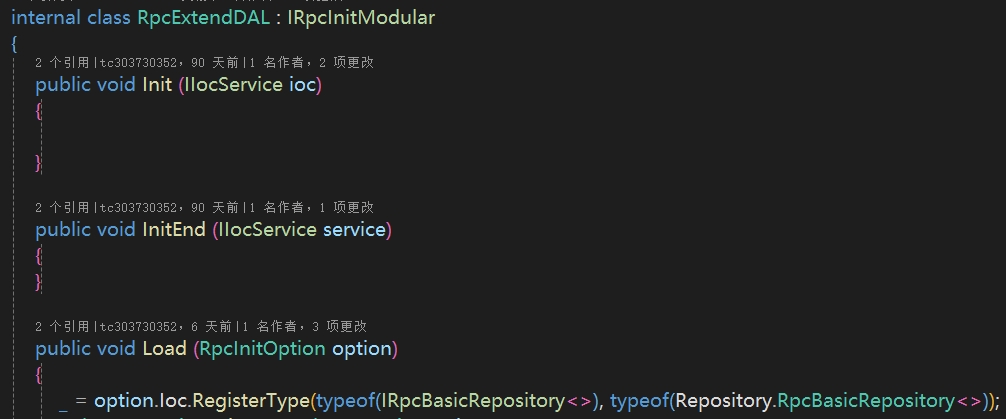 internal class RpcExtendDAL : IRpcInitModular
{
2 个引用|tc303730352，90 天前|1 名作者，2 项更改
public void Init (IIocService ioc)
{
}
2 个引用|tc303730352，90 天前|1 名作者，1 项更改
public void InitEnd (IIocService service)
{
}
2 个引用|tc303730352，6 天前|1 名作者，3 项更改
public void Load (RpcInitOption option)
{
_ = option.Ioc.RegisterType(typeof(IRpcBasicRepository<>), typeof(Repository.RpcBasicRepository<>));